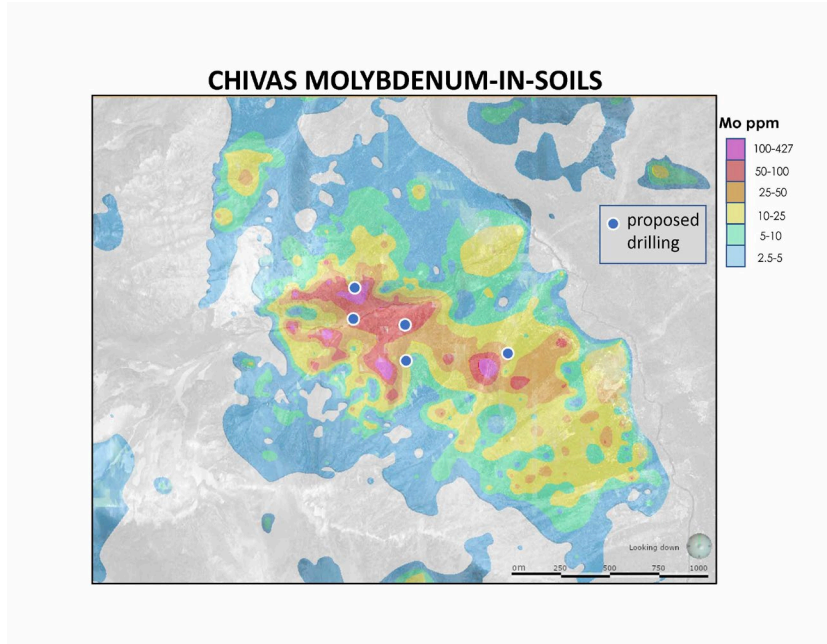 CHIVAS MOLYBDENUM-IN-SOILS
Mo ppm
100-427
50-100
25-50
10-25
5-10
2.5-5
proposed
drilling
Looking down
0m 250 500 750 1000